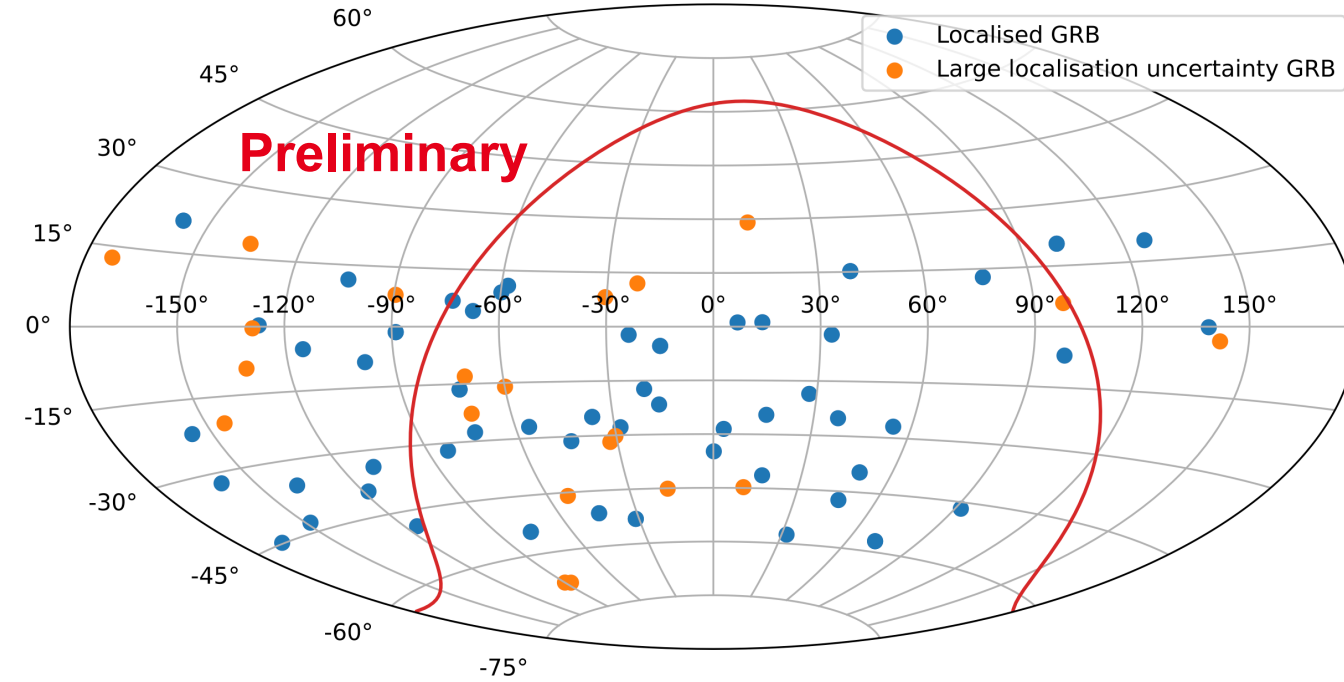 60°
Localised GRB
Large localisation uncertainty GRB
45°
30°
Preliminary
15°
-150° -120° -90° -60° -30° 0° 30° 60° 90° 120° 150°
0°
-15°
-30°
-45°
-60°
-75°